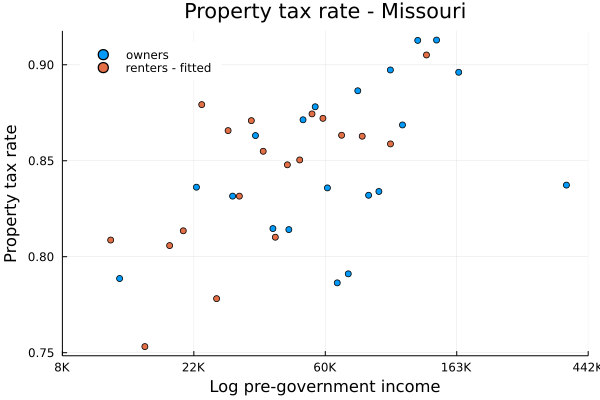 Property tax rate - Missouri
owners
renters - fitted
Property tax rate
0.90
0.85
0.80
0.75
8K
22K
60K
163K
442K
Log pre-government income